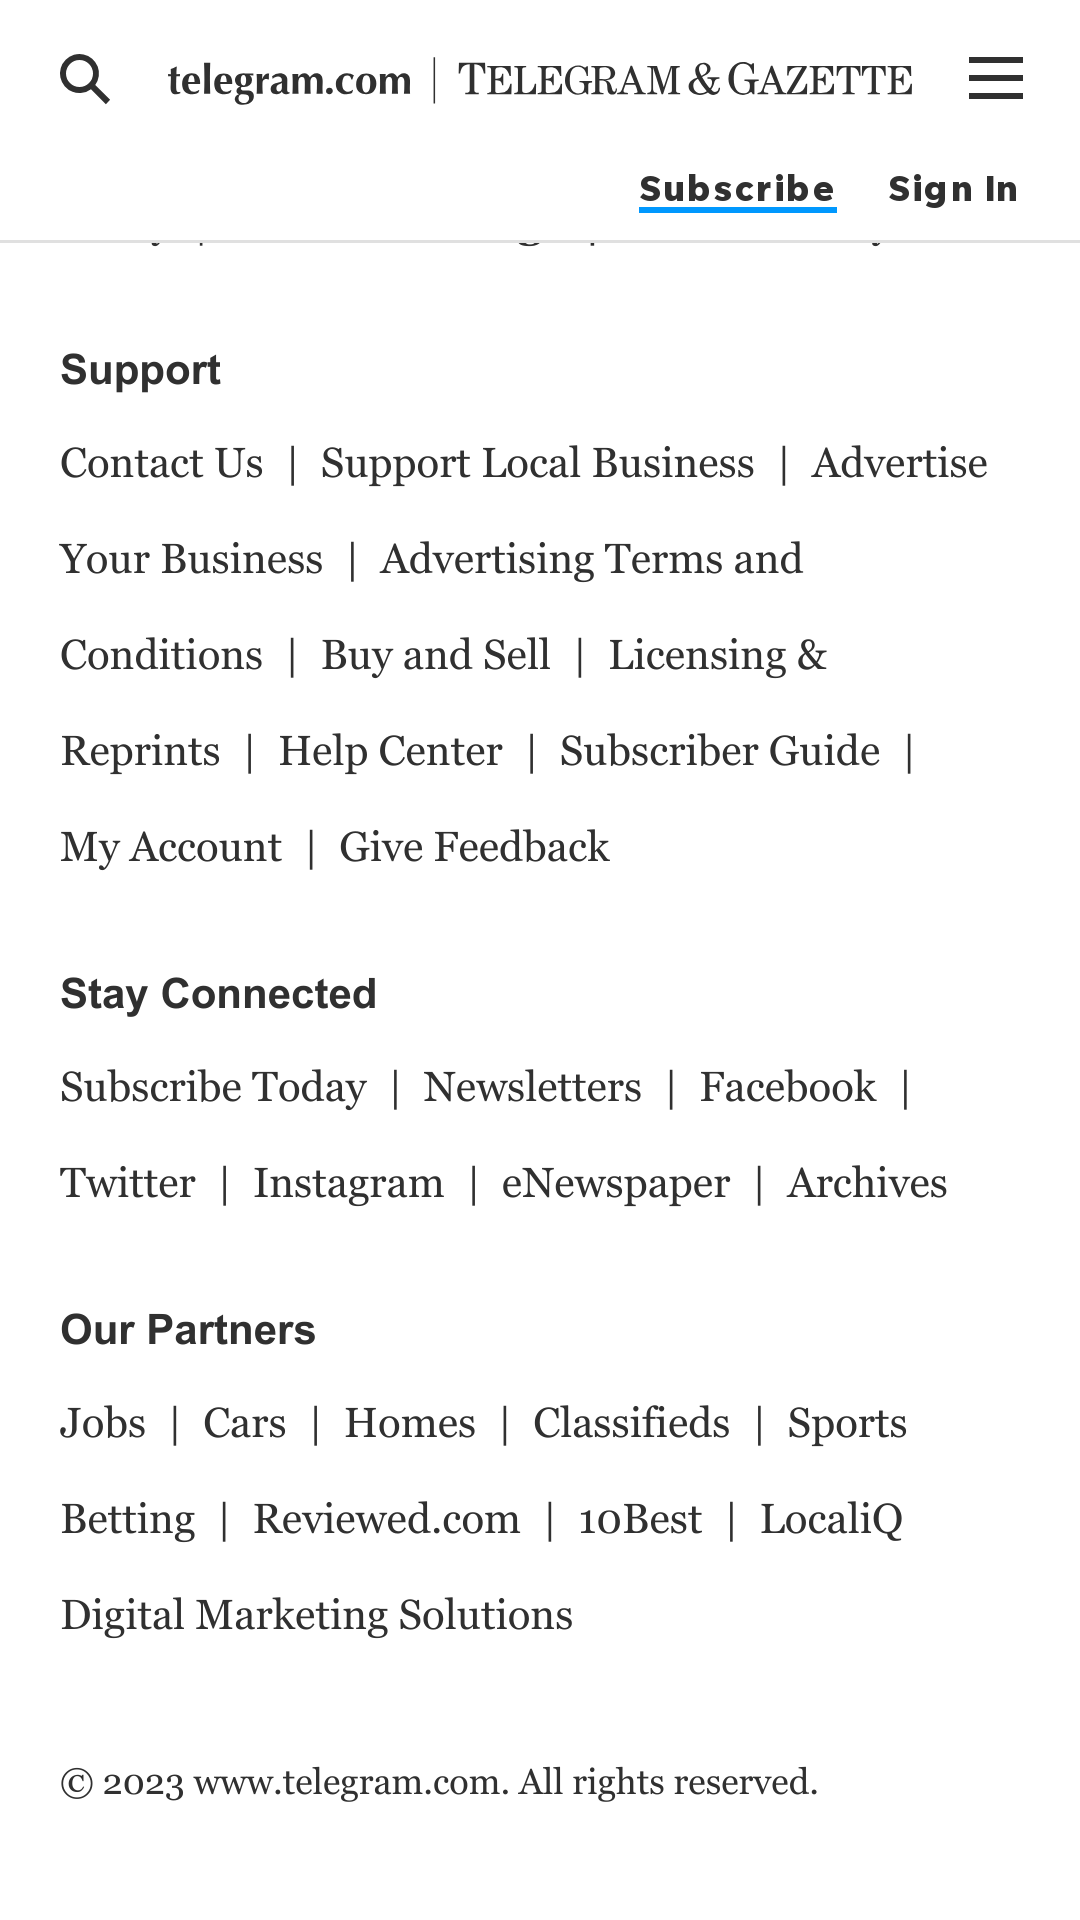 telegram.com | TELEGRAM & GAZETTE
Subscribe Sign In
Support
Contact Us | Support Local Business | Advertise
Your Business | Advertising Terms and
Conditions | Buy and Sell | Licensing &
Reprints | Help Center | Subscriber Guide |
My Account | Give Feedback
Stay Connected
Subscribe Today | Newsletters | Facebook |
Twitter | Instagram | eNewspaper | Archives
Our Partners
Jobs | Cars | Homes | Classifieds | Sports
Betting | Reviewed.com | 10Best | LocaliQ
Digital Marketing Solutions
© 2023 www.telegram.com. All rights reserved.